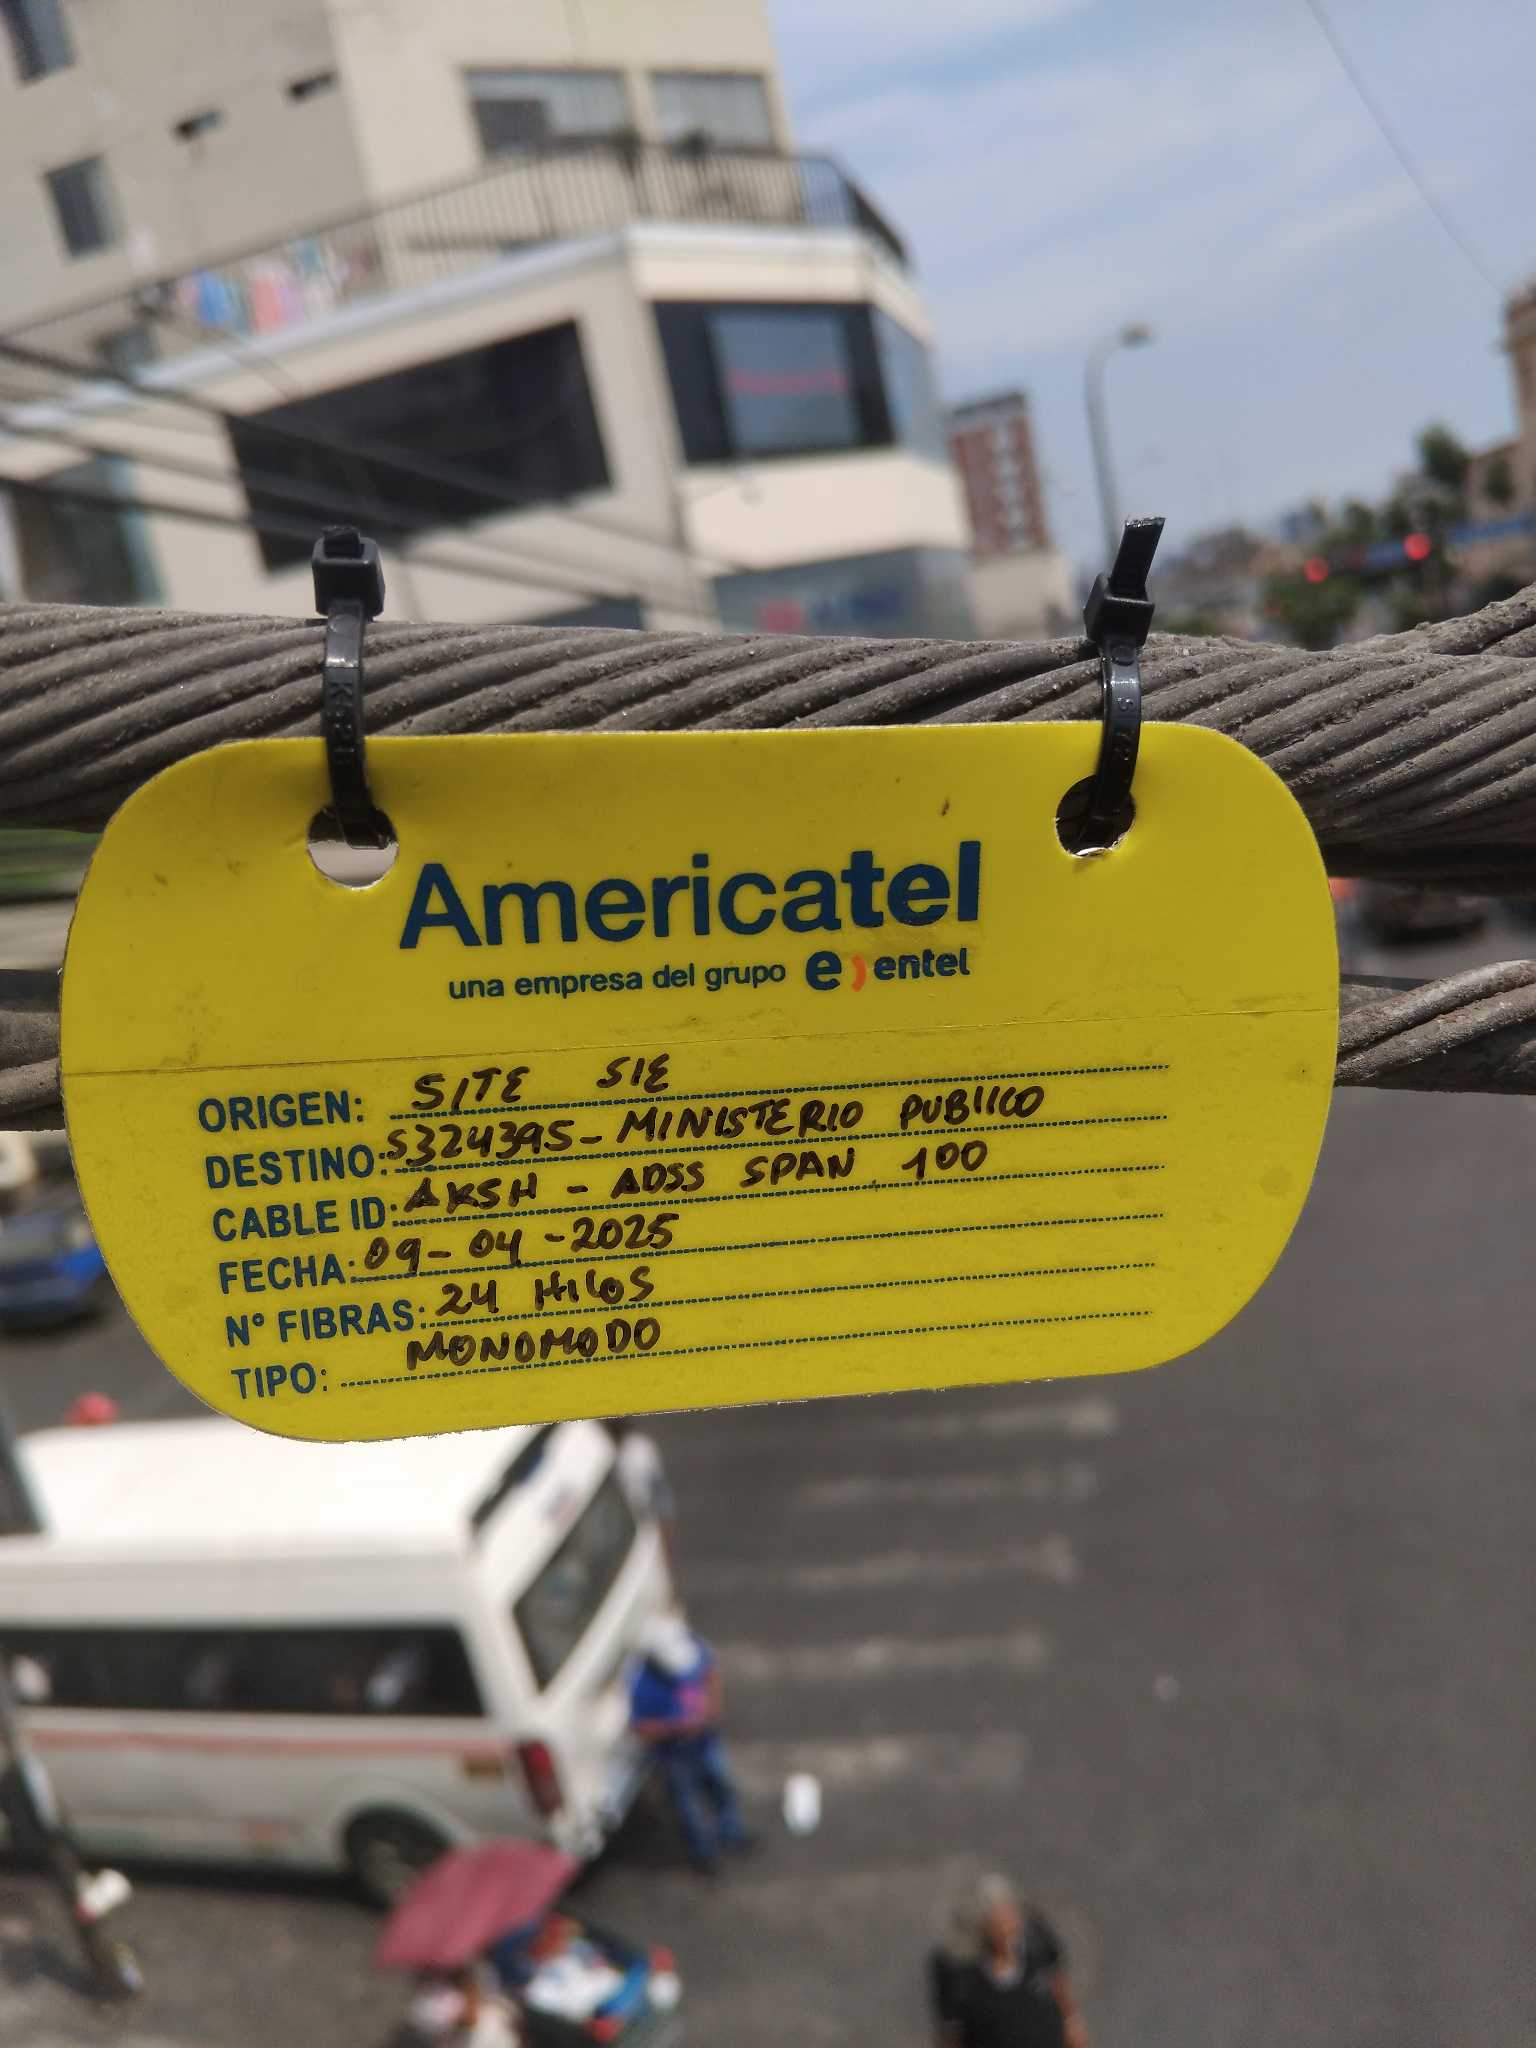 Americatel
una empresa del grupo e) entel
ORIGEN: SITE SIE
DESTINO: S324395 - MINISTERIO PUBlICO
CABLE ID: AKSH - ADSS SPAN 100
FECHA: 09-04-2025
N° FIBRAS: 24 HilOS
TIPO: MONOMODO